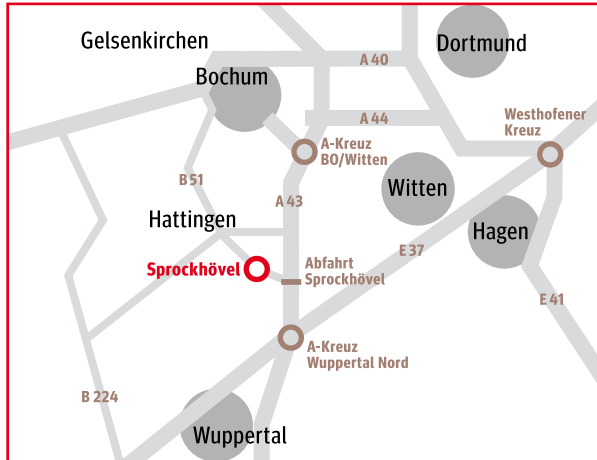 Gelsenkirchen
Dortmund
A 40
Bochum
A 44
Westhofener
Kreuz
A-Kreuz
BO/Witten
B 51
Witten
A 43
Hattingen
Hagen
E 37
Sprockhövel
Abfahrt
Sprockhövel
E 41
A-Kreuz
Wuppertal Nord
B 224
Wuppertal